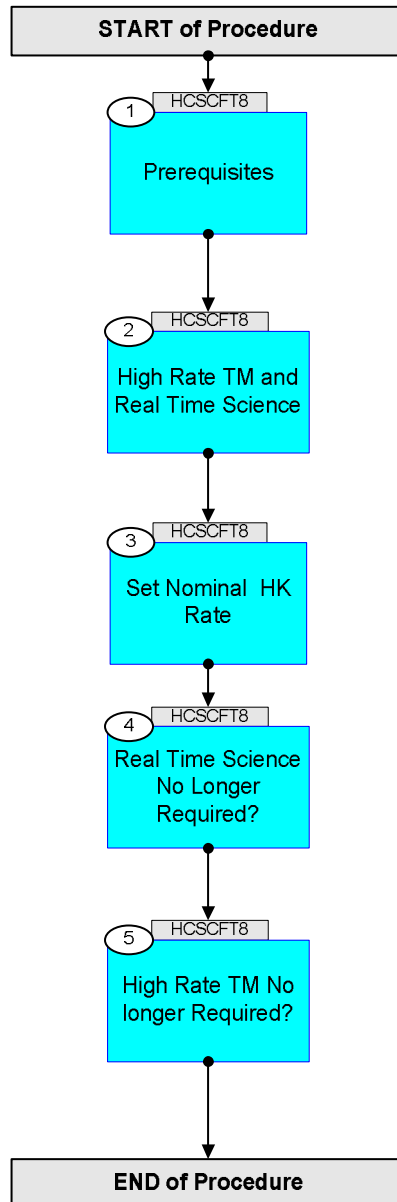 START of Procedure
HCSCFT8
1
Prerequisites
HCSCFT8
2
High Rate TM and
Real Time Science
HCSCFT8
3
Set Nominal HK
Rate
HCSCFT8
4
Real Time Science
No Longer
Required?
HCSCFT8
5
High Rate TM No
longer Required?
END of Procedure